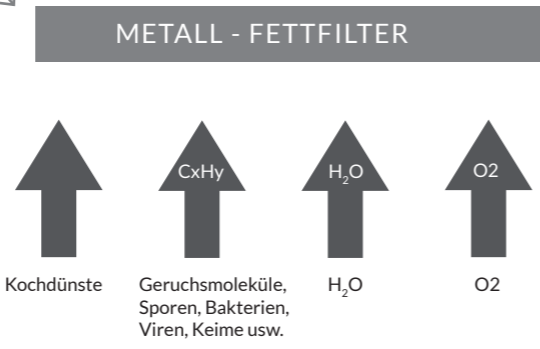 METALL - FETTFILTER
CxHy H₂O O2
Kochdünste Geruchsmoleküle, H₂O O2
Sporen, Bakterien,
Viren, Keime usw.